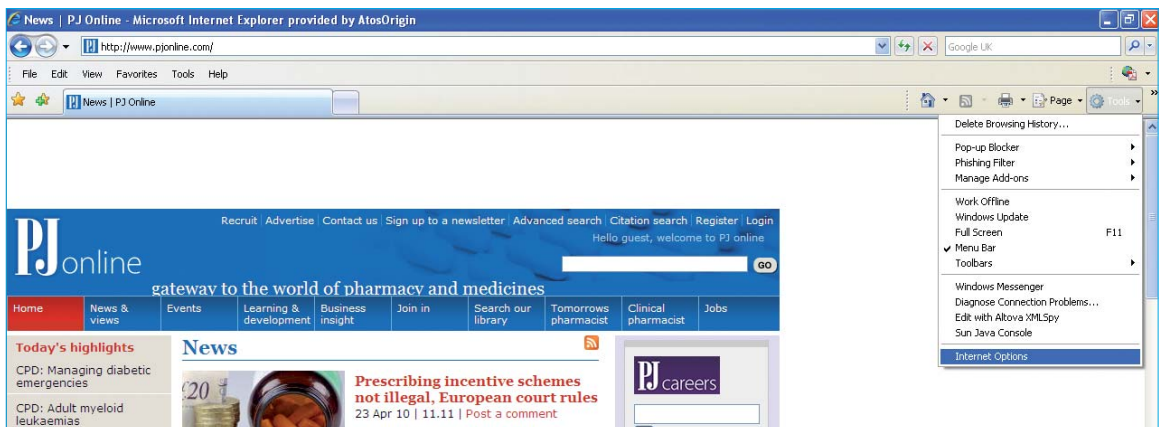 News | PJ Online - Microsoft Internet Explorer provided by AtosOrigin
http://www.pjonline.com/
Google UK
File Edit View Favorites Tools Help
News | PJ Online
Page Tools
Delete Browsing History...
Pop-up Blocker
Phishing Filter
Manage Add-ons
Work Offline
Windows Update
Full Screen F11
Menu Bar
Toolbars
Windows Messenger
Diagnose Connection Problems...
Edit with Altova XMLSpy
Sun Java Console
Internet Options
Recruit | Advertise | Contact us | Sign up to a newsletter | Advanced search | Citation search | Register | Login
Hello guest, welcome to PJ online
PJ online
GO
gateway to the world of pharmacy and medicines
Home
News & views
Events
Learning & development
Business insight
Join in
Search our library
Tomorrows pharmacist
Clinical pharmacist
Jobs
Today's highlights
CPD: Managing diabetic
emergencies
CPD: Adult myeloid
leukaemias
News
£20
Prescribing incentive schemes
not illegal, European court rules
23 Apr 10 | 11.11 | Post a comment
PJ careers